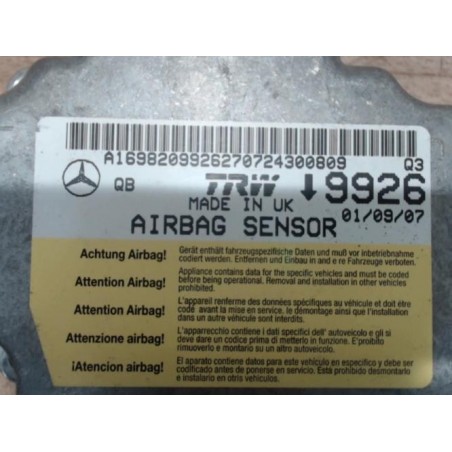 A1698209926270724300809 Q3
QB TRW 9926
MADE IN UK 01/09/07
AIRBAG SENSOR
Achtung Airbag! Gerät enthält fahrzeugspezifische Daten und muß vor inbetriebnahme
codiert werden. Entfernen und Einbau in and e re Fahrzeuge verboten.
Attention Airbag! Appliance contains data for the specific vehicles and must be coded
before being operational. Removal and installation in other vehicles
prohibited.
Attention Airbag! L'appareil renferme des données spécifiques au véhicule et doit été codé
avant la mise en service. le démontage ainsi que l'installation
dans un autre véhicule sont interdits.
Attenzione airbag! L'apparecchio contiene i dati specifici dell' autoveicolo e gli si
deve dare un codice prima di metterlo in funzione. E'proibito
rimuoverlo e montarlo su un altro autoveicolo.
¡Atencion airbag! El aparato contiene datos para el vehículo en especifico y debe ser
codificado antes de ponerlo en servicio. Prohibido desmontarlo
e instalarlo en otris vehículos.